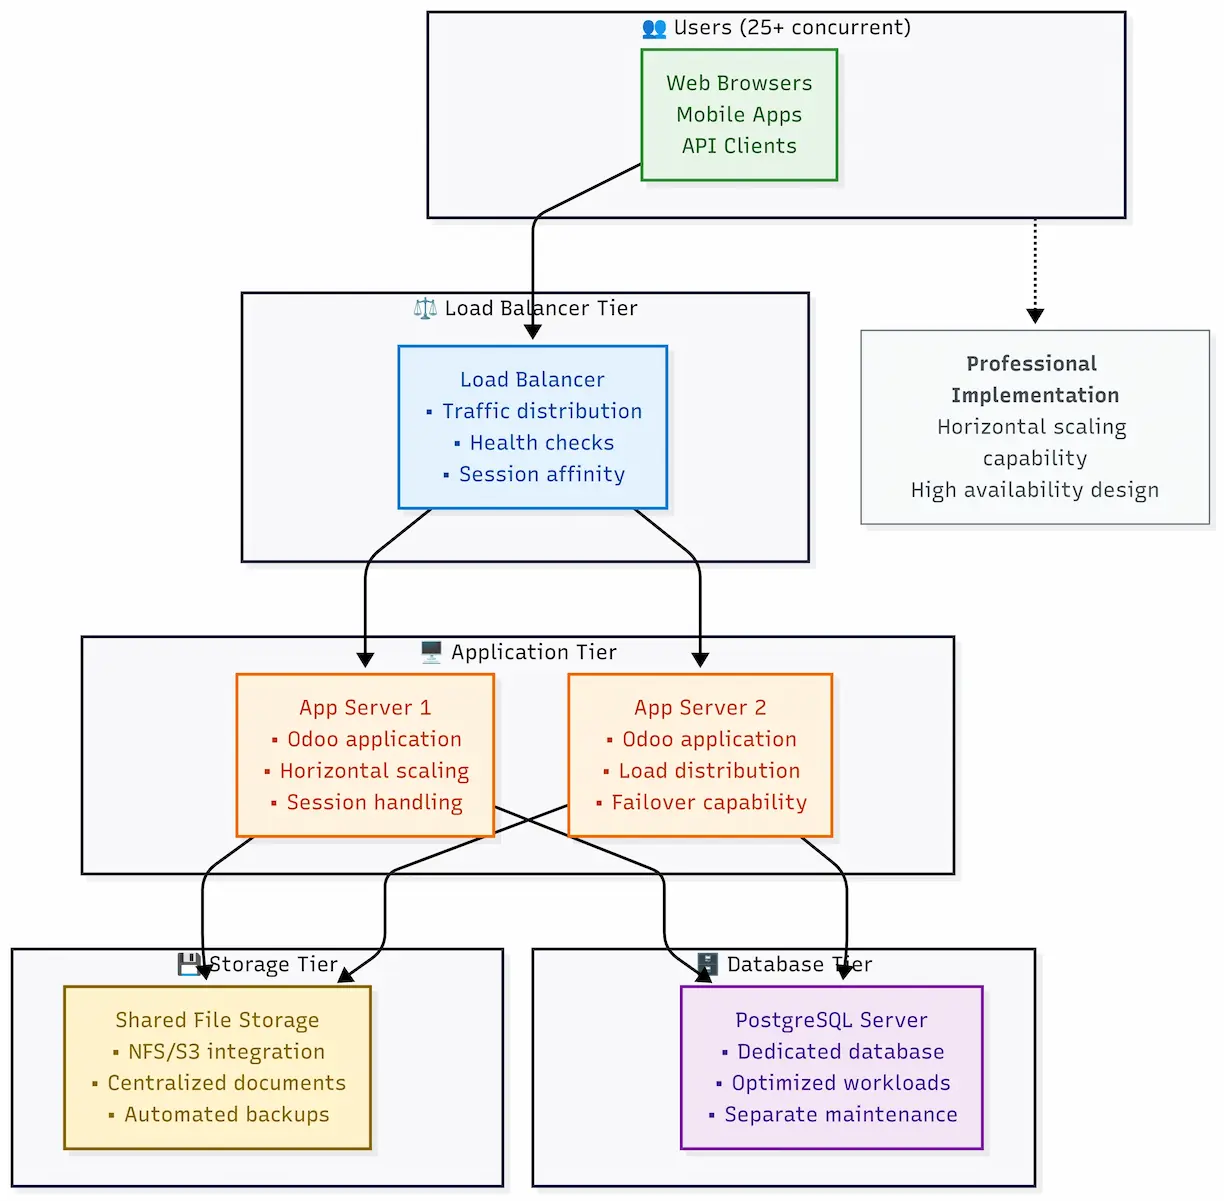 👥 Users (25+ concurrent)
Web Browsers
Mobile Apps
API Clients
⚖️ Load Balancer Tier
Load Balancer
▪ Traffic distribution
▪ Health checks
▪ Session affinity
Professional
Implementation
Horizontal scaling
capability
High availability design
🖥️ Application Tier
App Server 1
▪ Odoo application
▪ Horizontal scaling
▪ Session handling
App Server 2
▪ Odoo application
▪ Load distribution
▪ Failover capability
💾 Storage Tier
Shared File Storage
▪ NFS/S3 integration
▪ Centralized documents
▪ Automated backups
🗄️ Database Tier
PostgreSQL Server
▪ Dedicated database
▪ Optimized workloads
▪ Separate maintenance